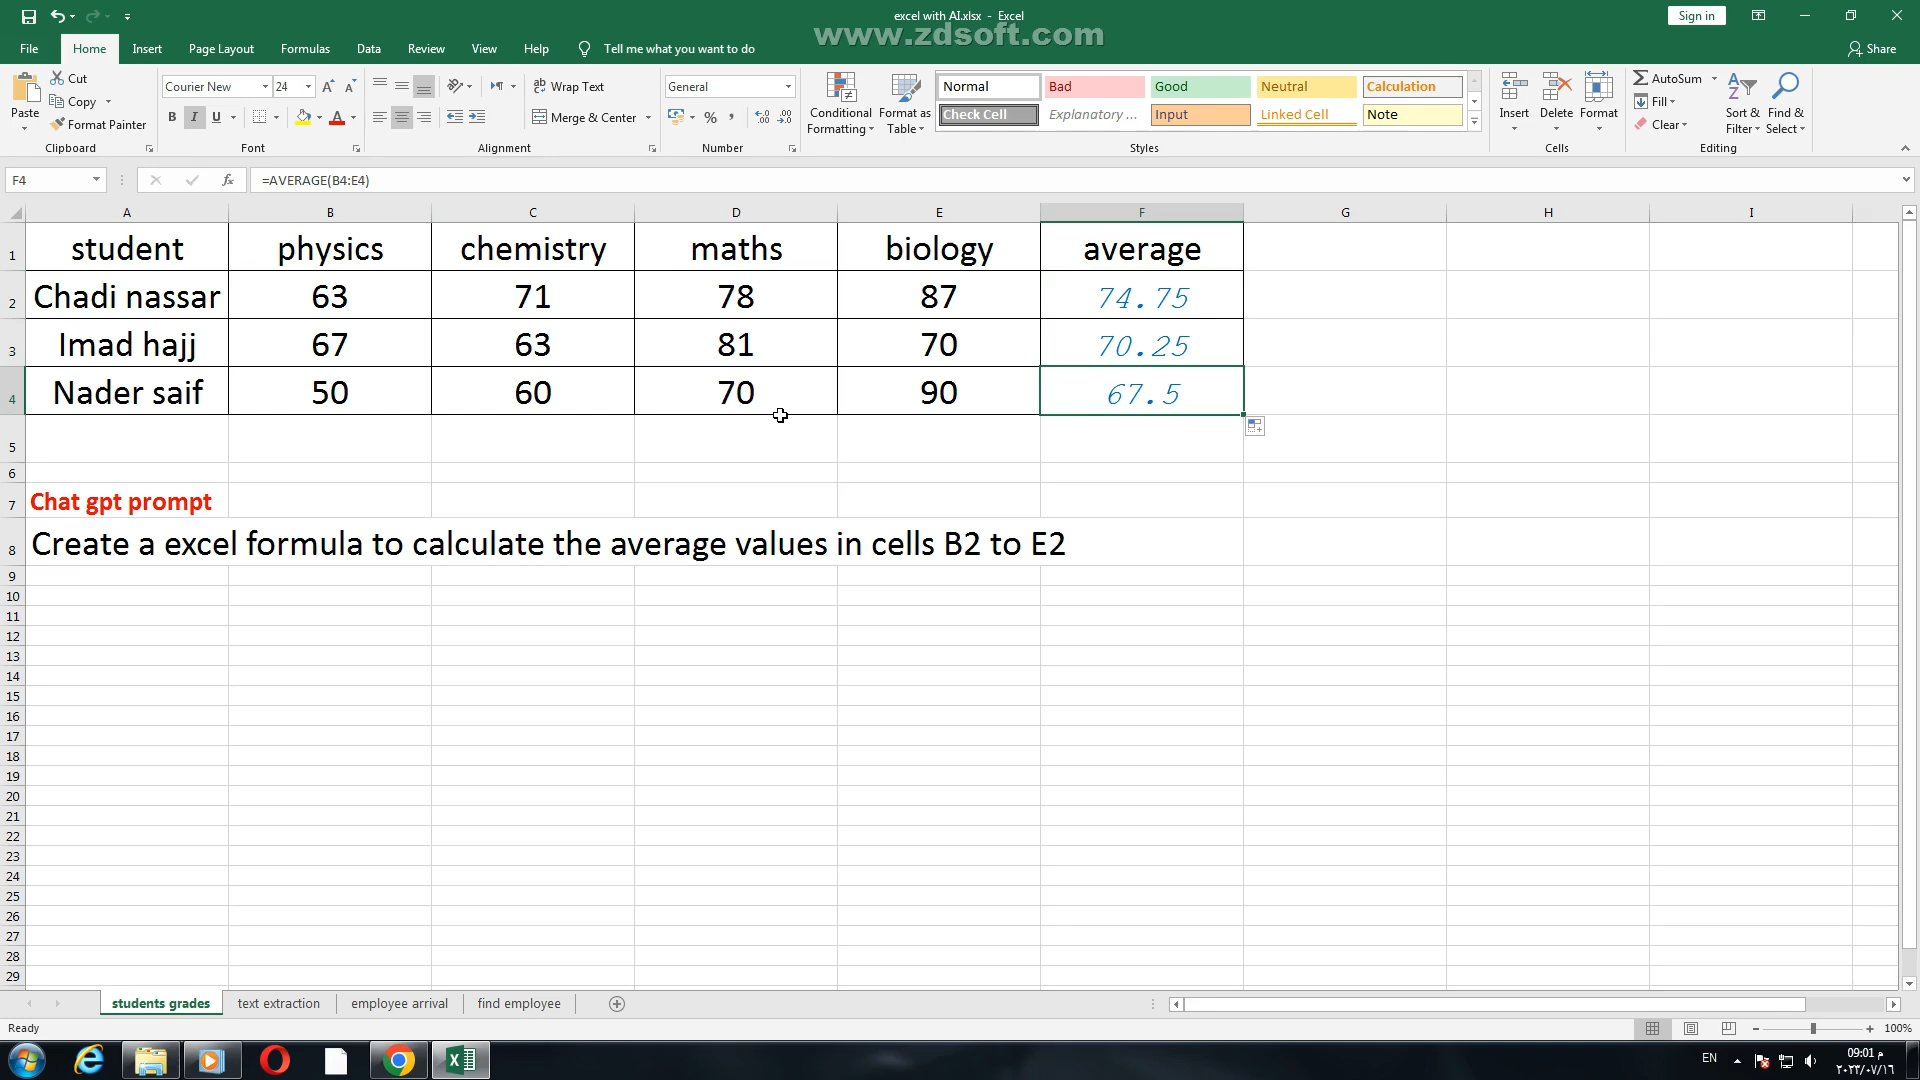 excel with AI.xlsx - Excel
Sign in
www.zdsoft.com
File Home Insert Page Layout Formulas Data Review View Help Tell me what you want to do Share
Paste
Cut
Copy
Format Painter
Clipboard
Courier New 24
B I U
Font
Wrap Text
Merge & Center
Alignment
General
Number
Conditional Formatting
Format as Table
Normal Bad Good Neutral Calculation
Check Cell Explanatory ... Input Linked Cell Note
Styles
Insert Delete Format
Cells
AutoSum
Fill
Clear
Sort & Filter
Find & Select
Editing
F4 fx =AVERAGE(B4:E4)
A B C D E F G H I
1 student physics chemistry maths biology average
2 Chadi nassar 63 71 78 87 74.75
3 Imad hajj 67 63 81 70 70.25
4 Nader saif 50 60 70 90 67.5
5
6
7 Chat gpt prompt
8 Create a excel formula to calculate the average values in cells B2 to E2
9
10
11
12
13
14
15
16
17
18
19
20
21
22
23
24
25
26
27
28
29
students grades text extraction employee arrival find employee
Ready 100%
EN
09:01 م
٢٠٢٣/٠٧/١٦